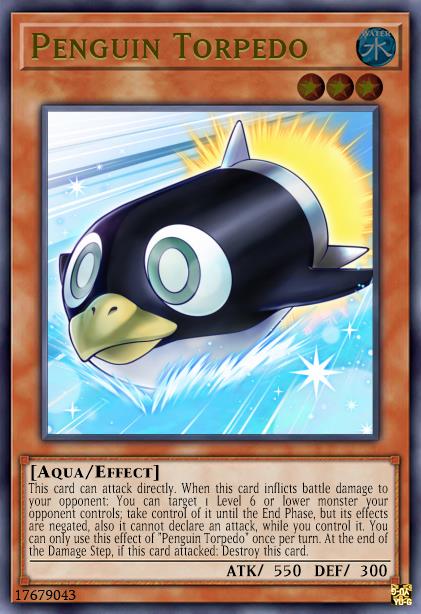 PENGUIN TORPEDO
WATER
水
[AQUA/EFFECT]
This card can attack directly. When this card inflicts battle damage to
your opponent: You can target 1 Level 6 or lower monster your
opponent controls; take control of it until the End Phase, but its effects
are negated, also it cannot declare an attack, while you control it. You
can only use this effect of "Penguin Torpedo" once per turn. At the end of
the Damage Step, if this card attacked: Destroy this card.
ATK/ 550 DEF/ 300
17679043